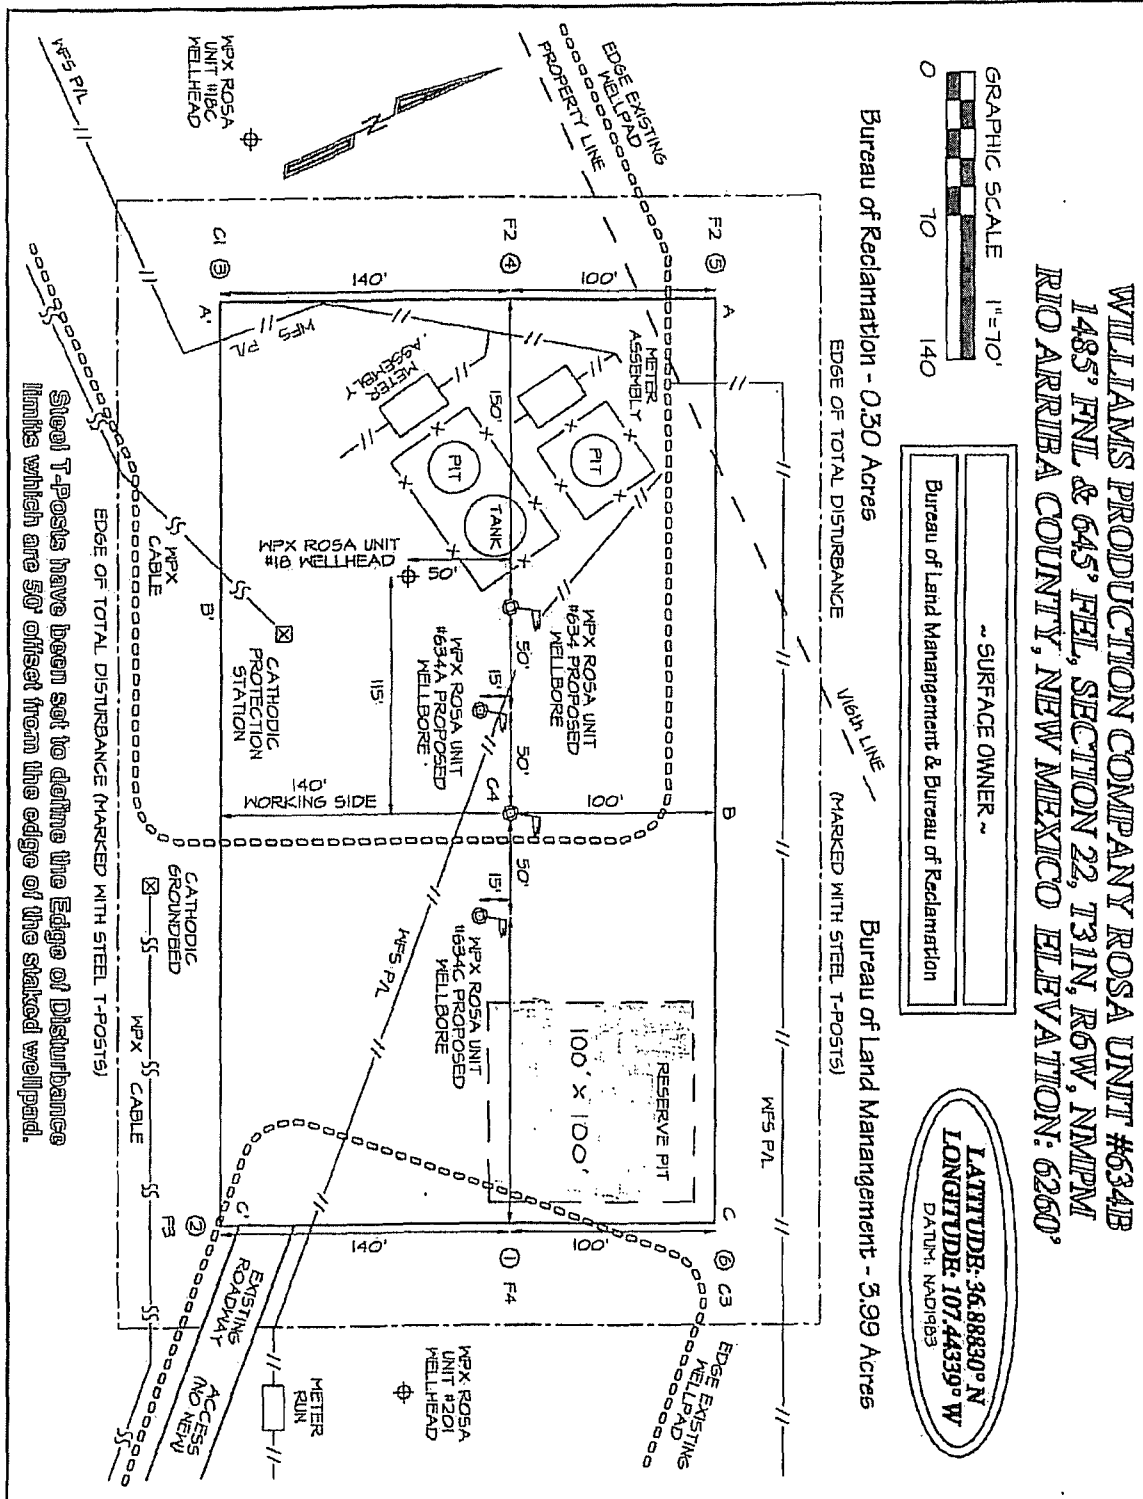 WILLIAMS PRODUCTION COMPANY ROSA UNIT #634B
1485' FNL & 645' FEL, SECTION 22, T31N, R6W, NMPM
RIO ARRIBA COUNTY, NEW MEXICO ELEVATION: 6260'
GRAPHIC SCALE 1"=70'
0 70 140
~ SURFACE OWNER ~
Bureau of Land Manangement & Bureau of Reclamation
LATITUDE: 36.88830° N
LONGITUDE: 107.44339° W
DATUM: NAD1983
Bureau of Reclamation - 0.30 Acres
Bureau of Land Manangement - 3.99 Acres
EDGE OF TOTAL DISTURBANCE
(MARKED WITH STEEL T-POSTS)
1/16th LINE
EDGE EXISTING
WELLPAD
PROPERTY LINE
WFS P/L
F2 ⑤
A
B
C
⑥ C3
EDGE EXISTING
WELLPAD
100'
100'
100'
METER
ASSEMBLY
PIT
RESERVE PIT
100' X 100'
N
F2 ④
150'
METER
ASSEMBLY
PIT
TANK
WPX ROSA UNIT
#634 PROPOSED
WELLBORE
50'
50'
C4
50'
① F4
WPX ROSA UNIT
#18 WELLHEAD
50'
15'
WPX ROSA UNIT
#634A PROPOSED
WELLBORE
15'
WPX ROSA UNIT
#634C PROPOSED
WELLBORE
115'
WPX ROSA
UNIT #201
WELLHEAD
140'
140'
WORKING SIDE
140'
WFS
P/L
WFS P/L
CATHODIC
PROTECTION
STATION
METER
RUN
WPX ROSA
UNIT #18C
WELLHEAD
C1 ③
A'
B'
C'
② F3
EXISTING
ROADWAY
ACCESS
(NO NEW)
WFS P/L
WPX
CABLE
CATHODIC
GROUNDBED
WPX CABLE
EDGE OF TOTAL DISTURBANCE (MARKED WITH STEEL T-POSTS)
Steel T-Posts have been set to define the Edge of Disturbance
limits which are 50' offset from the edge of the staked wellpad.